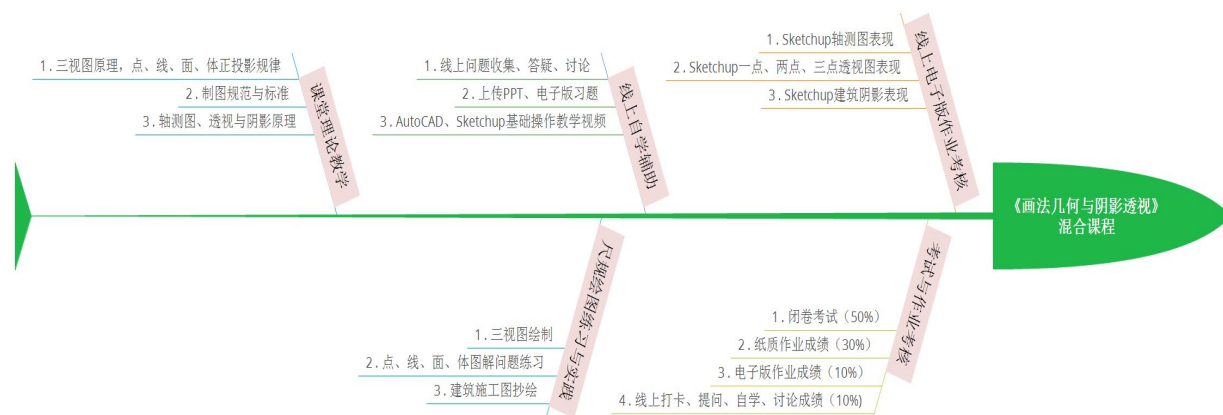 课堂理论教学
1.三视图原理，点、线、面、体正投影规律
2.制图规范与标准
3.轴测图、透视与阴影原理
线上自学辅助
1.线上问题收集、答疑、讨论
2.上传PPT、电子版习题
3.AutoCAD、Sketchup基础操作教学视频
线上电子版作业考核
1.Sketchup轴测图表现
2.Sketchup一点、两点、三点透视图表现
3.Sketchup建筑阴影表现
《画法几何与阴影透视》
混合课程
尺规绘图练习与实践
1.三视图绘制
2.点、线、面、体图解问题练习
3.建筑施工图抄绘
考试与作业考核
1.闭卷考试（50%）
2.纸质作业成绩（30%）
3.电子版作业成绩（10%）
4.线上打卡、提问、自学、讨论成绩（10%)